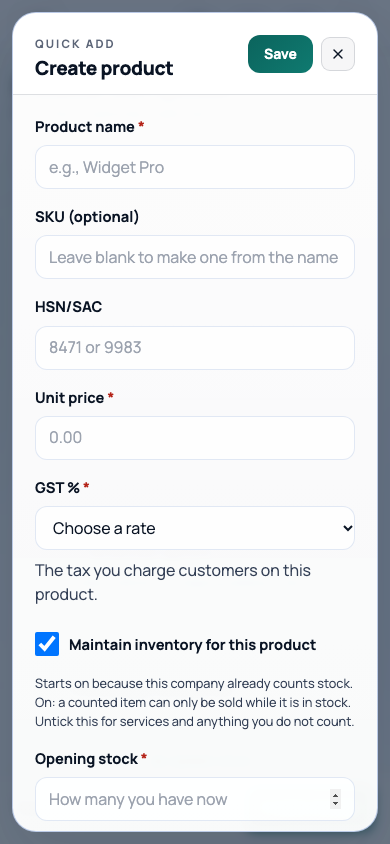 QUICK ADD
Create product
Save
×
Product name *
e.g., Widget Pro
SKU (optional)
Leave blank to make one from the name
HSN/SAC
8471 or 9983
Unit price *
0.00
GST % *
Choose a rate
The tax you charge customers on this
product.
Maintain inventory for this product
Starts on because this company already counts stock.
On: a counted item can only be sold while it is in stock.
Untick this for services and anything you do not count.
Opening stock *
How many you have now